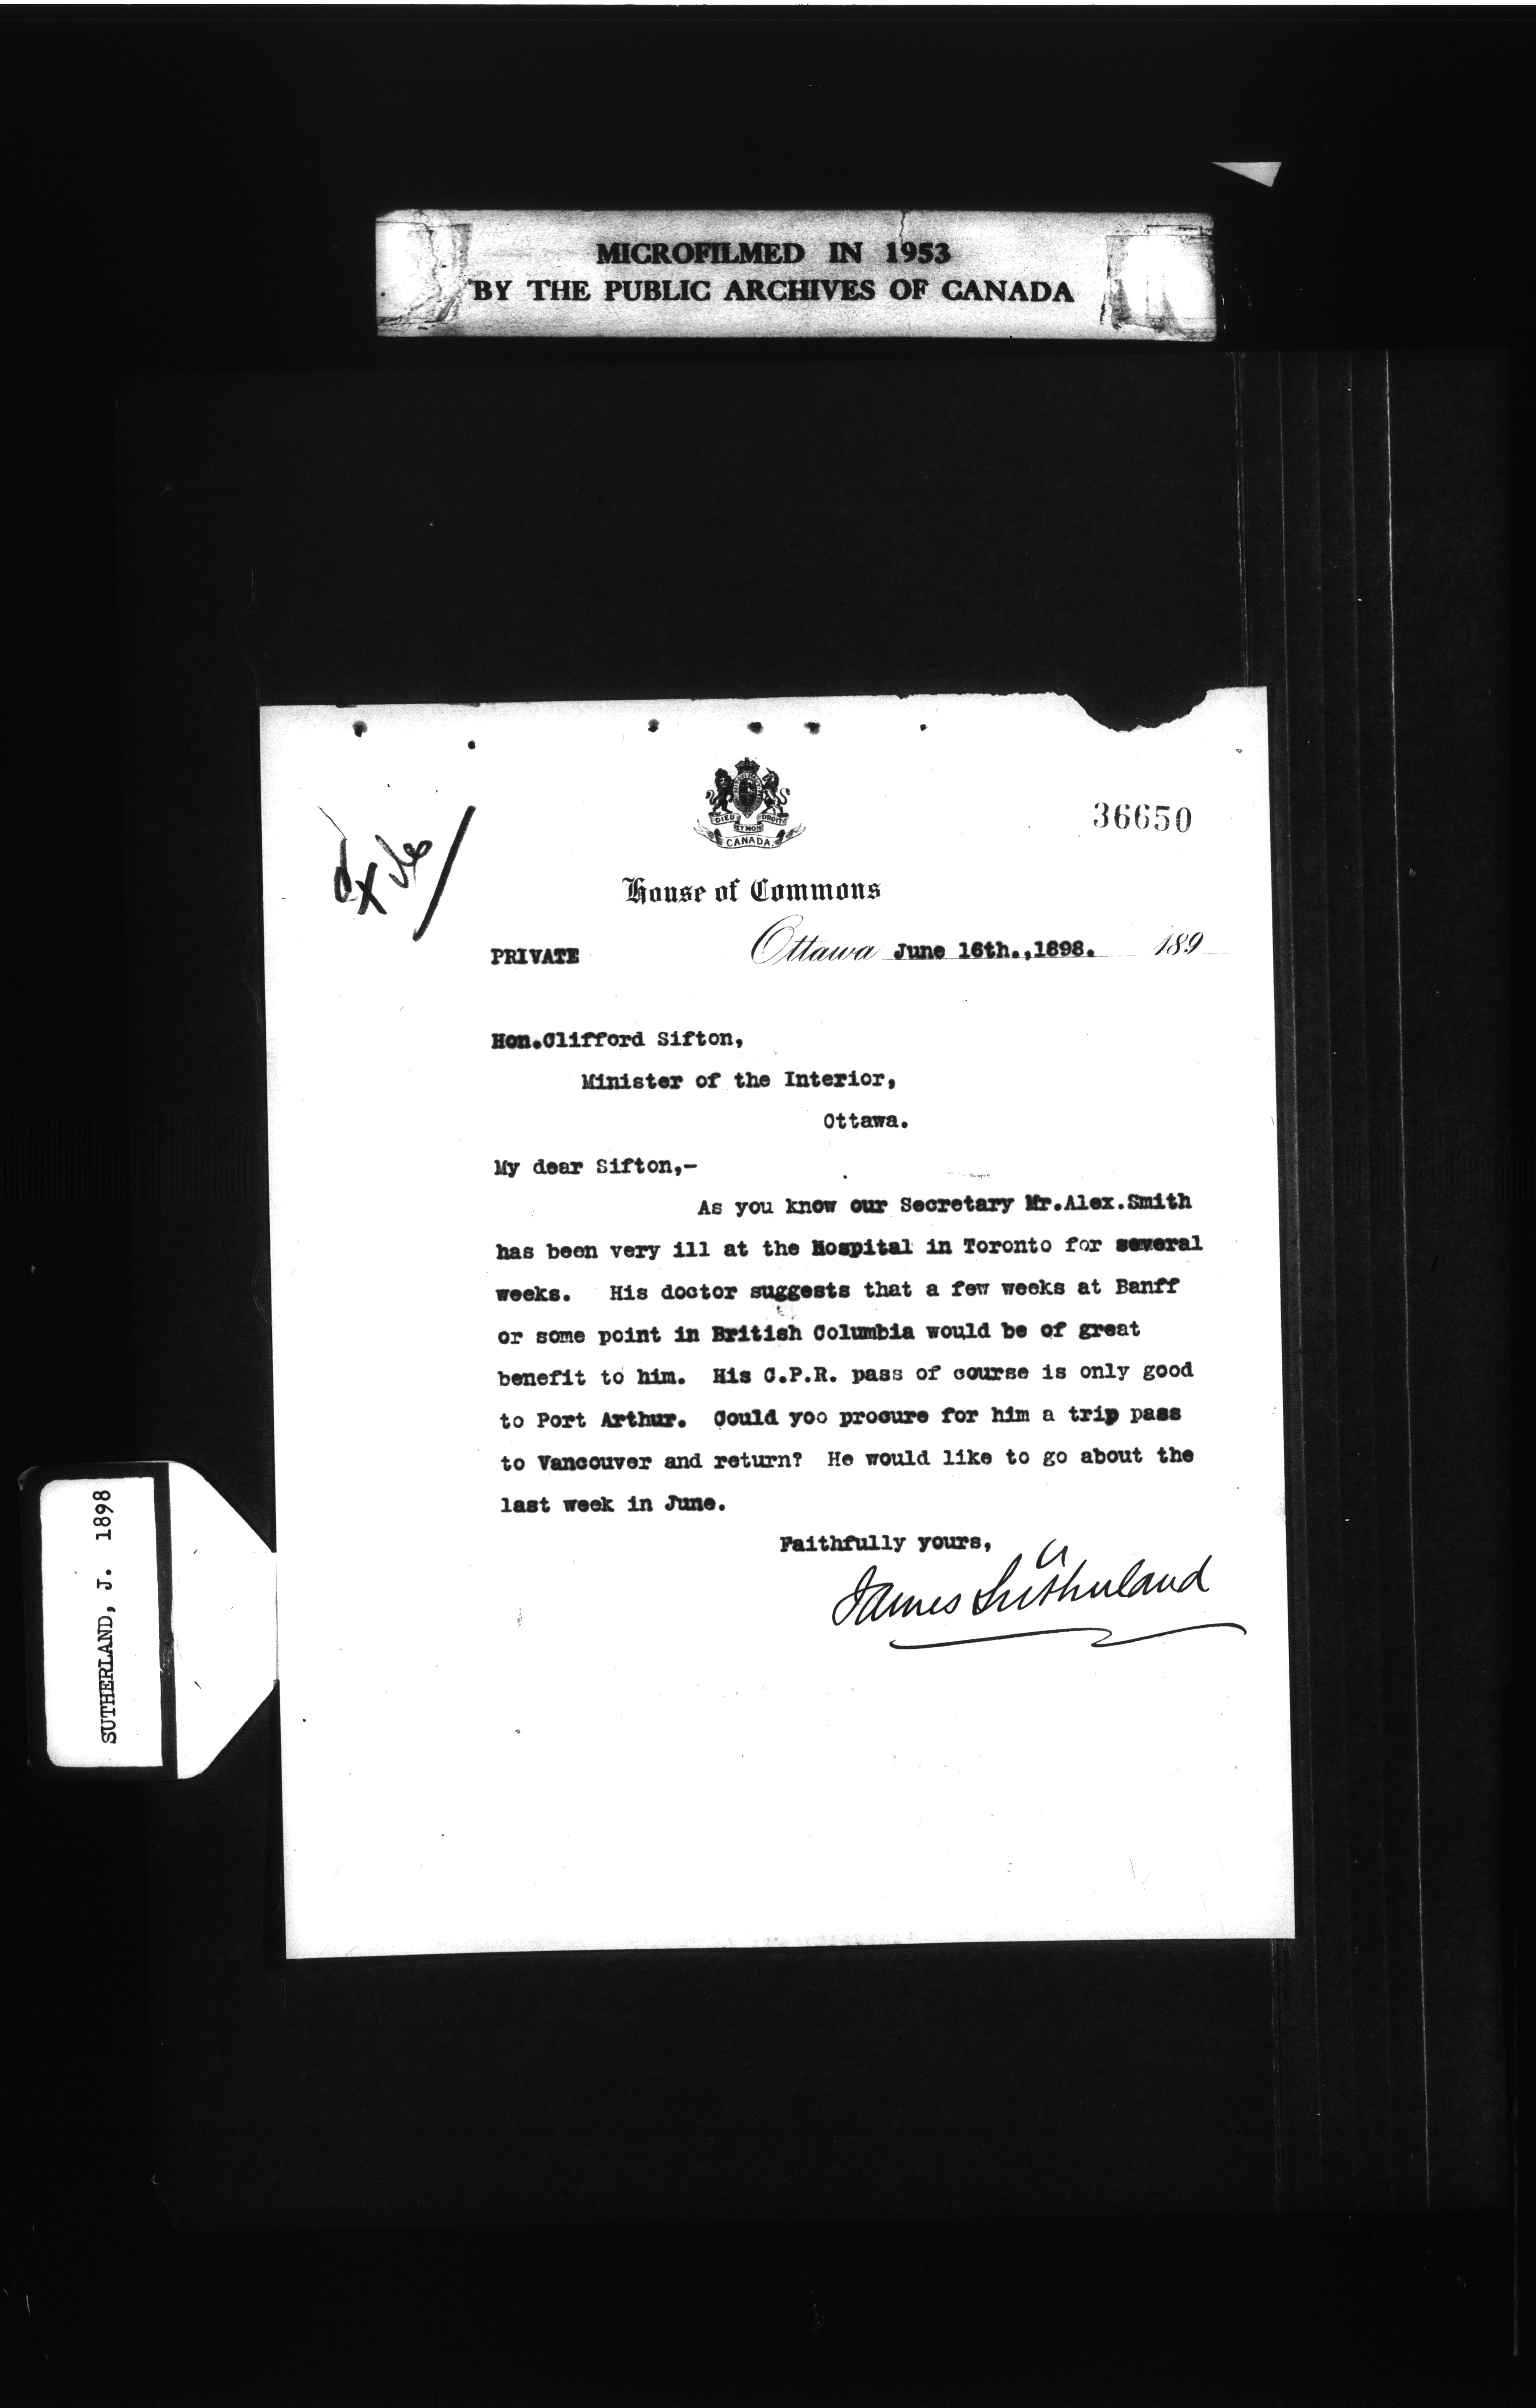 MICROFILMED IN 1953
BY THE PUBLIC ARCHIVES OF CANADA
DIEU ET MON DROIT
CANADA
36650
House of Commons
PRIVATE
Ottawa June 16th.,1898. 189
Hon.Clifford Sifton,
Minister of the Interior,
Ottawa.
My dear Sifton,-
As you know our Secretary Mr.Alex.Smith
has been very ill at the Hospital in Toronto for several
weeks. His doctor suggests that a few weeks at Banff
or some point in British Columbia would be of great
benefit to him. His C.P.R. pass of course is only good
to Port Arthur. Could yoo procure for him a trip pass
to Vancouver and return? He would like to go about the
last week in June.
Faithfully yours,
James Sutherland
SUTHERLAND, J. 1898